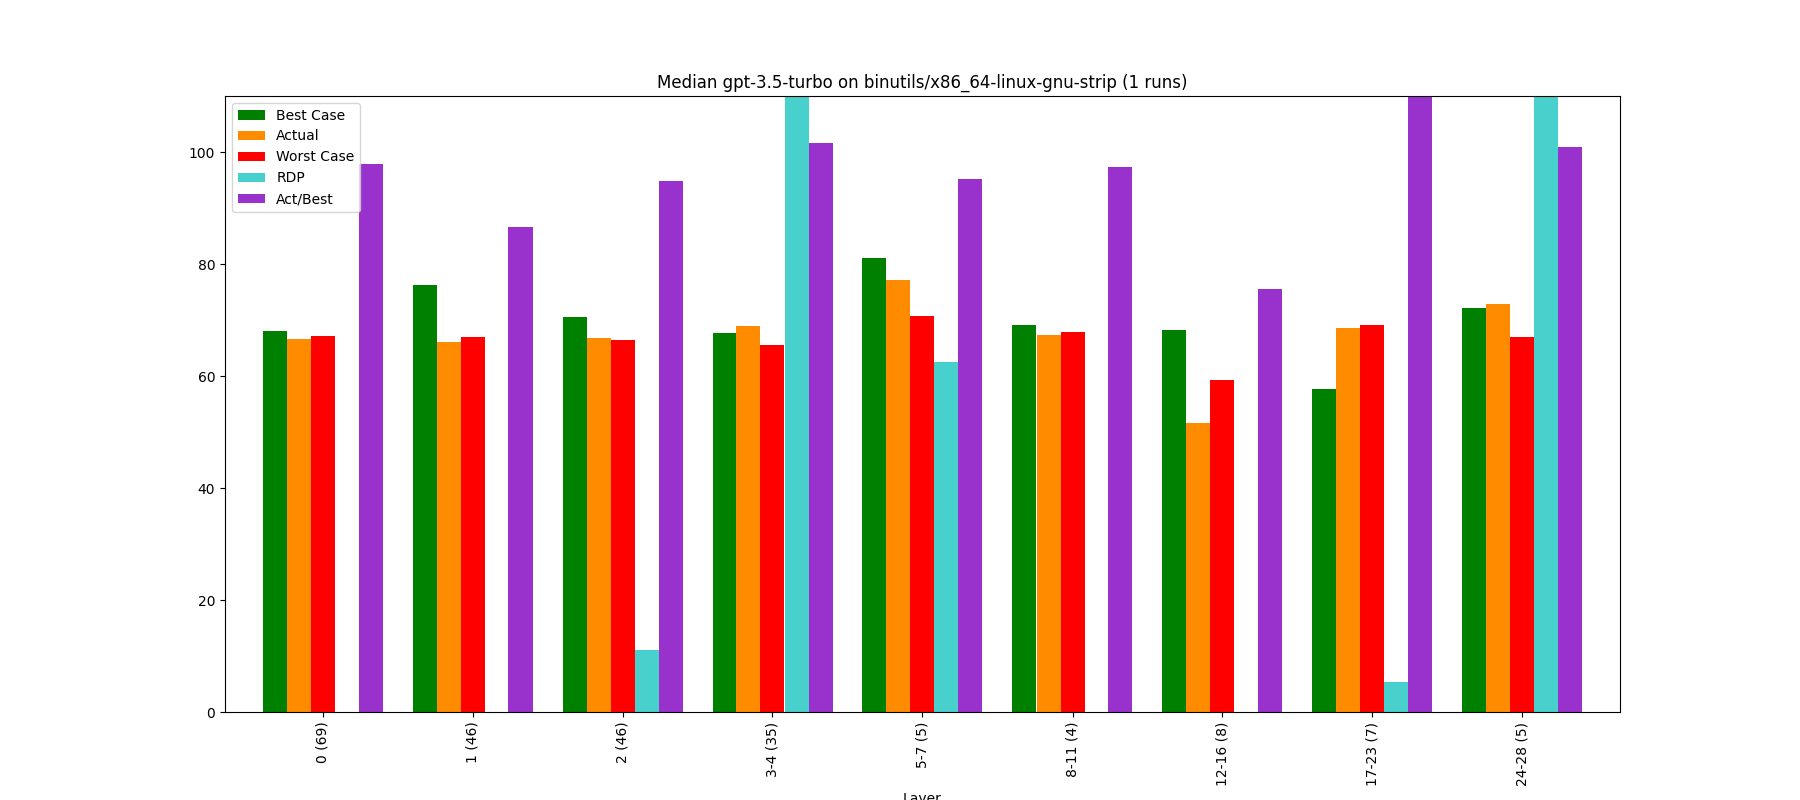 Median gpt-3.5-turbo on binutils/x86_64-linux-gnu-strip (1 runs)
Best Case
Actual
Worst Case
RDP
Act/Best
100
80
60
40
20
0
0 (69)
1 (46)
2 (46)
3-4 (35)
5-7 (5)
8-11 (4)
12-16 (8)
17-23 (7)
24-28 (5)
Layer